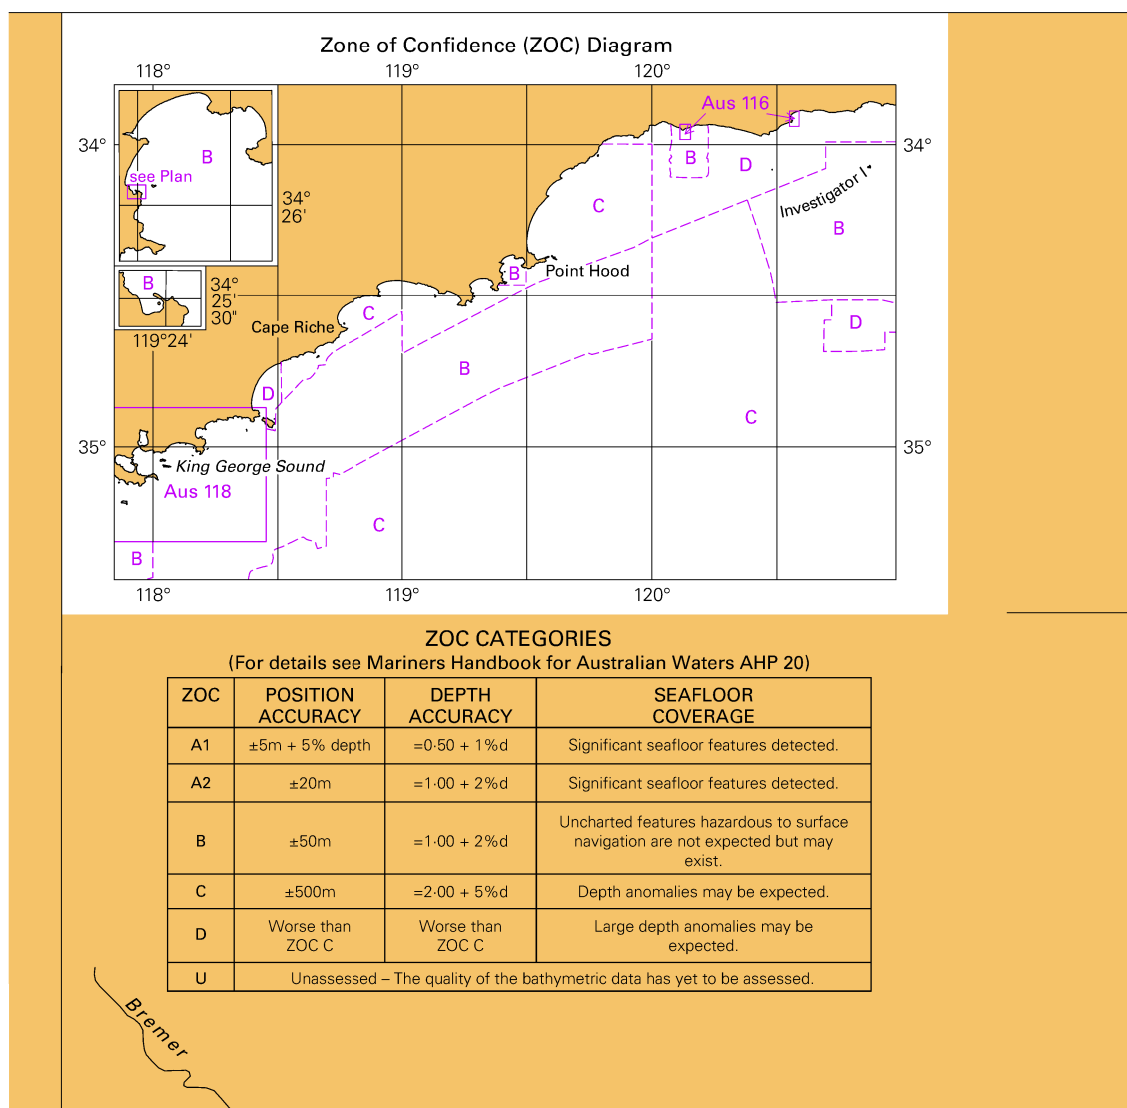 Zone of Confidence (ZOC) Diagram
118° 119° 120°
Aus 116
34° 34°
B
B
D
see Plan
Investigator I
34°
26'
C
B
B
Point Hood
B
34°
25'
30"
C
D
Cape Riche
119°24'
B
D
C
35° 35°
King George Sound
Aus 118
C
B
118° 119° 120°
ZOC CATEGORIES
(For details see Mariners Handbook for Australian Waters AHP 20)
ZOC POSITION ACCURACY DEPTH ACCURACY SEAFLOOR COVERAGE
A1 ±5m + 5% depth =0·50 + 1%d Significant seafloor features detected.
A2 ±20m =1·00 + 2%d Significant seafloor features detected.
B ±50m =1·00 + 2%d Uncharted features hazardous to surface
navigation are not expected but may
exist.
C ±500m =2·00 + 5%d Depth anomalies may be expected.
D Worse than ZOC C Worse than ZOC C Large depth anomalies may be
expected.
U Unassessed – The quality of the bathymetric data has yet to be assessed.
Bremer